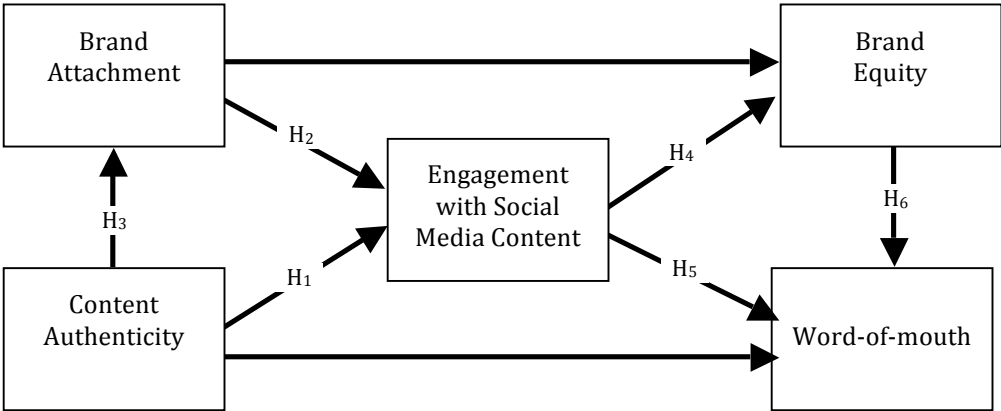 Brand
Attachment
Brand
Equity
H2
H4
Engagement
with Social
Media Content
H3
H6
H1
H5
Content
Authenticity
Word-of-mouth